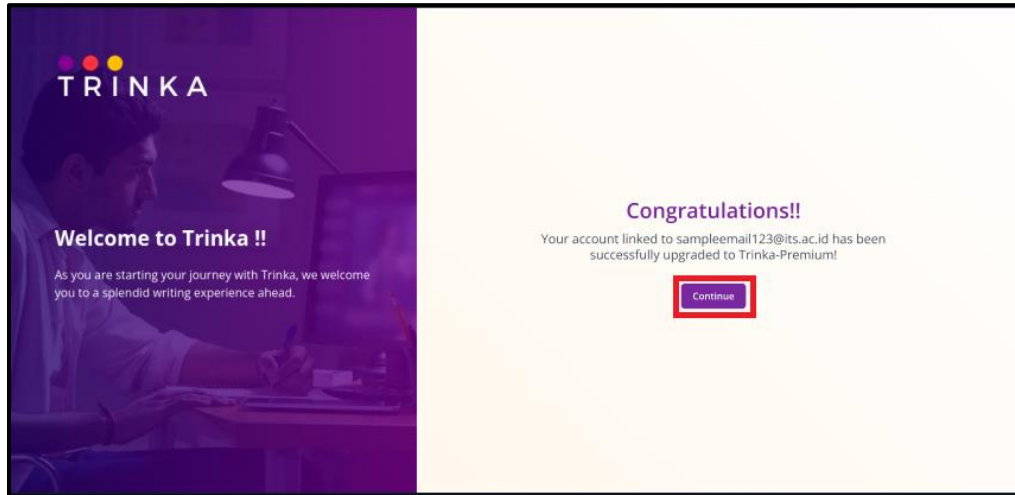 TRINKA
Welcome to Trinka !!
As you are starting your journey with Trinka, we welcome
you to a splendid writing experience ahead.
Congratulations!!
Your account linked to sampleemail123@its.ac.id has been
successfully upgraded to Trinka-Premium!
Continue